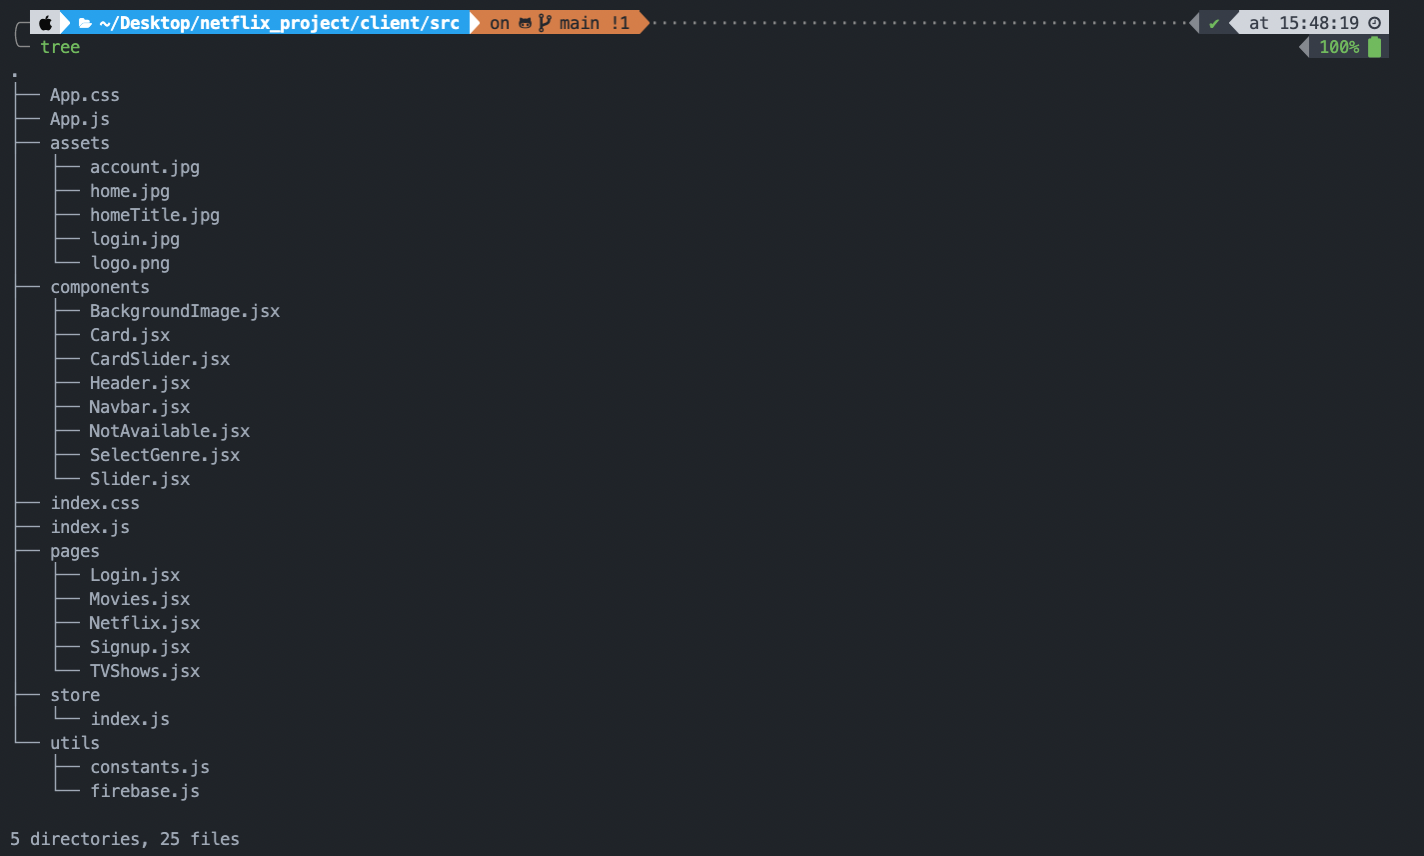 ~/Desktop/netflix_project/client/src on main !1 ✔ at 15:48:19
tree 100%
.
├── App.css
├── App.js
├── assets
│   ├── account.jpg
│   ├── home.jpg
│   ├── homeTitle.jpg
│   ├── login.jpg
│   └── logo.png
├── components
│   ├── BackgroundImage.jsx
│   ├── Card.jsx
│   ├── CardSlider.jsx
│   ├── Header.jsx
│   ├── Navbar.jsx
│   ├── NotAvailable.jsx
│   ├── SelectGenre.jsx
│   └── Slider.jsx
├── index.css
├── index.js
├── pages
│   ├── Login.jsx
│   ├── Movies.jsx
│   ├── Netflix.jsx
│   ├── Signup.jsx
│   └── TVShows.jsx
├── store
│   └── index.js
└── utils
    ├── constants.js
    └── firebase.js
5 directories, 25 files